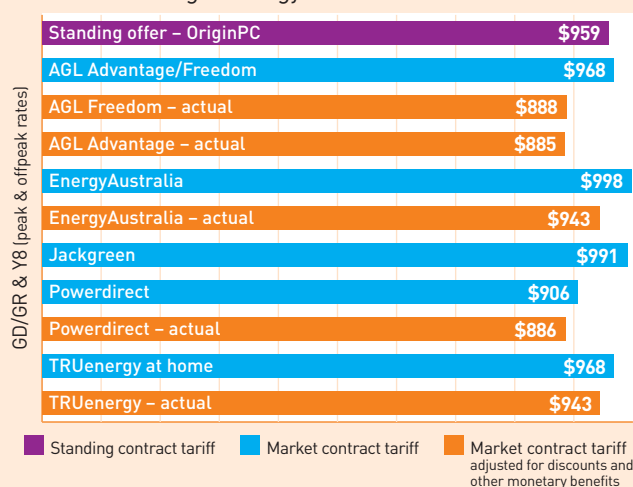 Standing offer – OriginPC $959
AGL Advantage/Freedom $968
AGL Freedom – actual $888
AGL Advantage – actual $885
EnergyAustralia $998
EnergyAustralia – actual $943
Jackgreen $991
Powerdirect $906
Powerdirect – actual $886
TRUenergy at home $968
TRUenergy – actual $943
GD/GR & Y8 (peak & offpeak rates)
Standing contract tariff
Market contract tariff
Market contract tariff
adjusted for discounts and
other monetary benefits